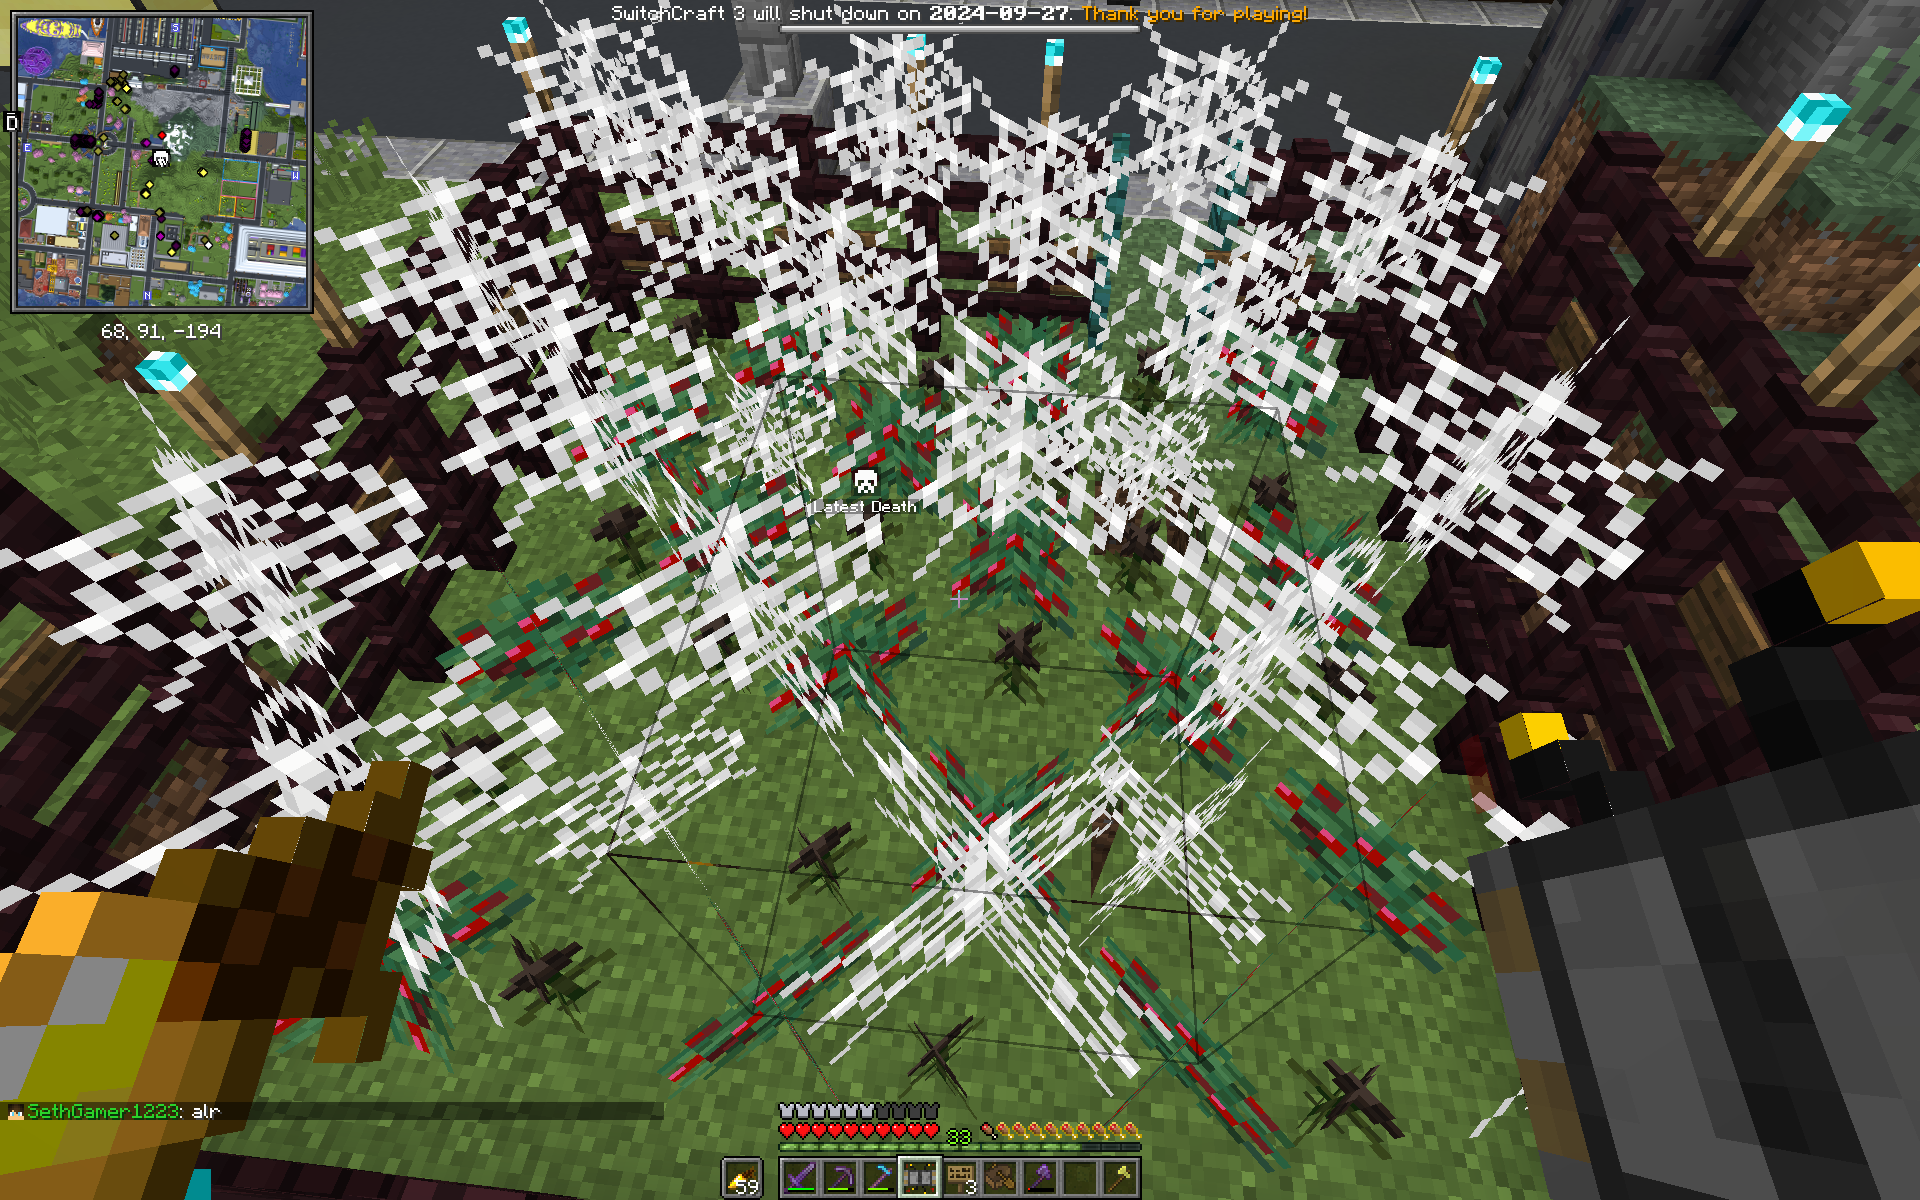 SwitchCraft 3 will shut down on 2024-09-27. Thank you for playing!
S
D
E
W
N
68, 91, -194
Latest Death
SethGamer1223: alr
33
59
3